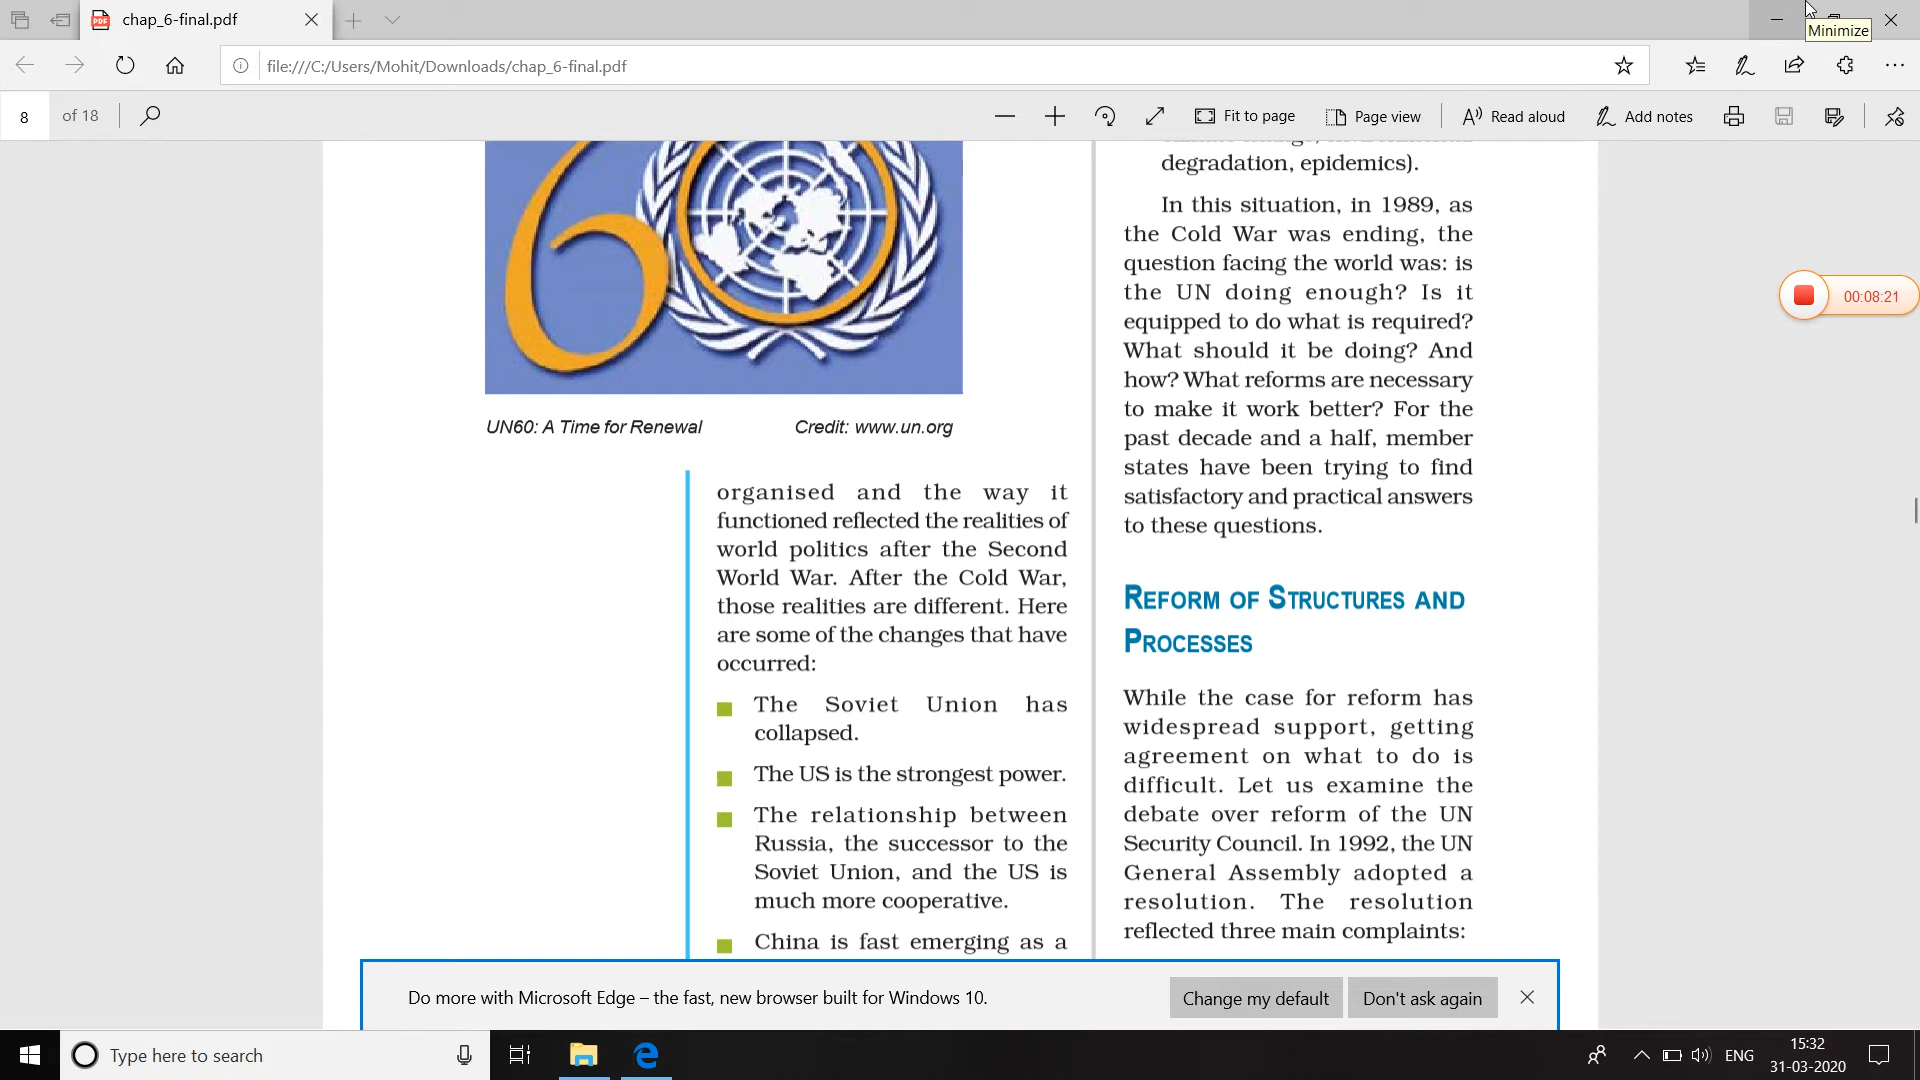 chap_6-final.pdf
Minimize
file:///C:/Users/Mohit/Downloads/chap_6-final.pdf
8 of 18
Fit to page
Page view
Read aloud
Add notes
60
UN60: A Time for Renewal Credit: www.un.org
organised and the way it
functioned reflected the realities of
world politics after the Second
World War. After the Cold War,
those realities are different. Here
are some of the changes that have
occurred:
The Soviet Union has
collapsed.
The US is the strongest power.
The relationship between
Russia, the successor to the
Soviet Union, and the US is
much more cooperative.
China is fast emerging as a
degradation, epidemics).
In this situation, in 1989, as
the Cold War was ending, the
question facing the world was: is
the UN doing enough? Is it
equipped to do what is required?
What should it be doing? And
how? What reforms are necessary
to make it work better? For the
past decade and a half, member
states have been trying to find
satisfactory and practical answers
to these questions.
REFORM OF STRUCTURES AND
PROCESSES
While the case for reform has
widespread support, getting
agreement on what to do is
difficult. Let us examine the
debate over reform of the UN
Security Council. In 1992, the UN
General Assembly adopted a
resolution. The resolution
reflected three main complaints:
00:08:21
Do more with Microsoft Edge – the fast, new browser built for Windows 10.
Change my default
Don't ask again
Type here to search
ENG
15:32
31-03-2020